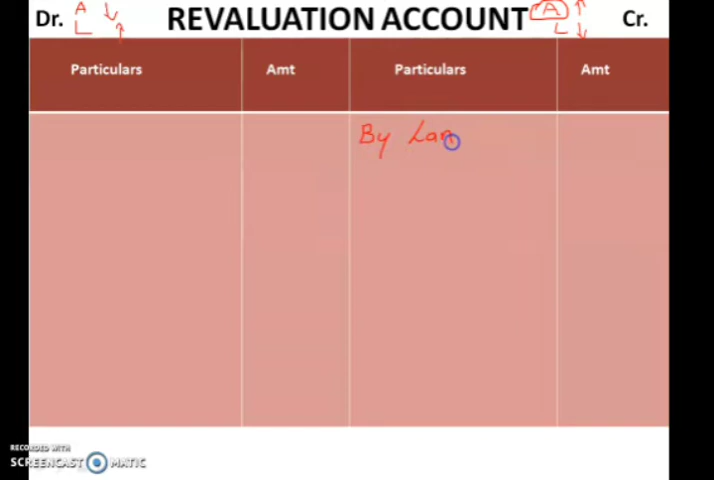 Dr. A ↓ REVALUATION ACCOUNT A ↑ Cr.
L ↑ L ↓
Particulars Amt Particulars Amt
By Lan
RECORDED WITH
SCREENCAST MATIC